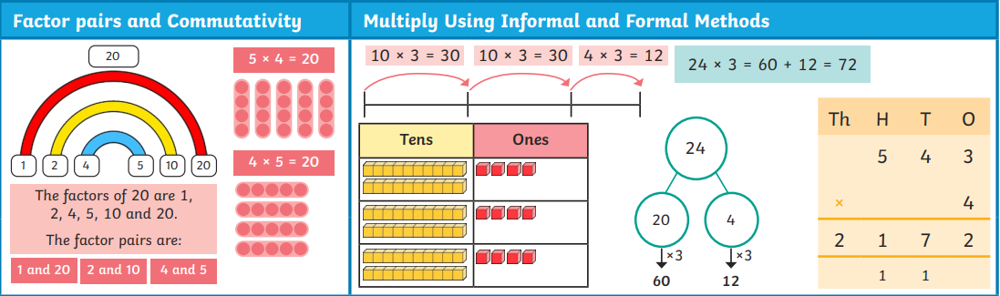 Factor pairs and Commutativity
20
1
2
4
5
10
20
The factors of 20 are 1,
2, 4, 5, 10 and 20.
The factor pairs are:
1 and 20
2 and 10
4 and 5
5 × 4 = 20
4 × 5 = 20
Multiply Using Informal and Formal Methods
10 × 3 = 30
10 × 3 = 30
4 × 3 = 12
24 × 3 = 60 + 12 = 72
Tens Ones
24
20
4
×3
×3
60
12
Th H T O
5 4 3
× 4
2 1 7 2
1 1